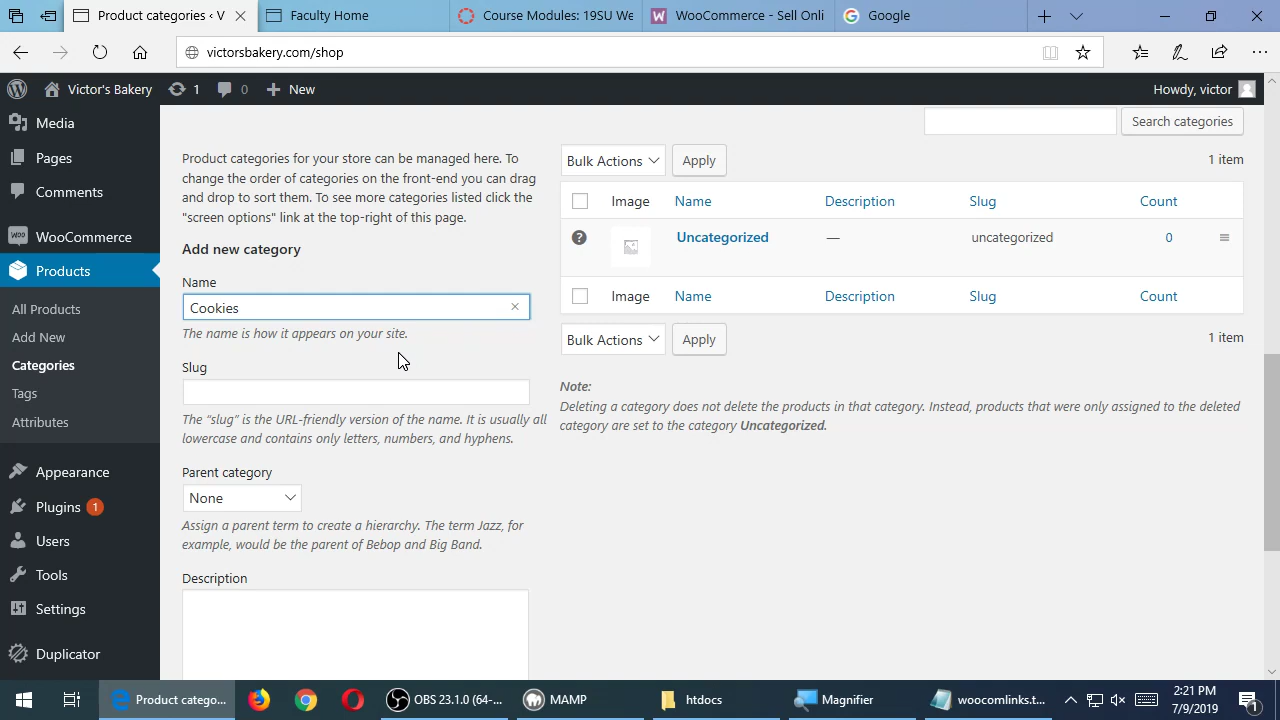 Product categories ‹ V
Faculty Home
Course Modules: 19SU We
WooCommerce - Sell Onli
Google
victorsbakery.com/shop
Victor's Bakery
1
0
New
Howdy, victor
Media
Pages
Comments
WooCommerce
Products
All Products
Add New
Categories
Tags
Attributes
Appearance
Plugins 1
Users
Tools
Settings
Duplicator
Search categories
Product categories for your store can be managed here. To
change the order of categories on the front-end you can drag
and drop to sort them. To see more categories listed click the
"screen options" link at the top-right of this page.
Add new category
Name
Cookies
The name is how it appears on your site.
Slug
The “slug” is the URL-friendly version of the name. It is usually all
lowercase and contains only letters, numbers, and hyphens.
Parent category
None
Assign a parent term to create a hierarchy. The term Jazz, for
example, would be the parent of Bebop and Big Band.
Description
Bulk Actions Apply 1 item
Image Name Description Slug Count
Uncategorized — uncategorized 0
Image Name Description Slug Count
Bulk Actions Apply 1 item
Note:
Deleting a category does not delete the products in that category. Instead, products that were only assigned to the deleted
category are set to the category Uncategorized.
Product catego...
OBS 23.1.0 (64-...
MAMP
htdocs
Magnifier
woocomlinks.t...
2:21 PM
7/9/2019
1